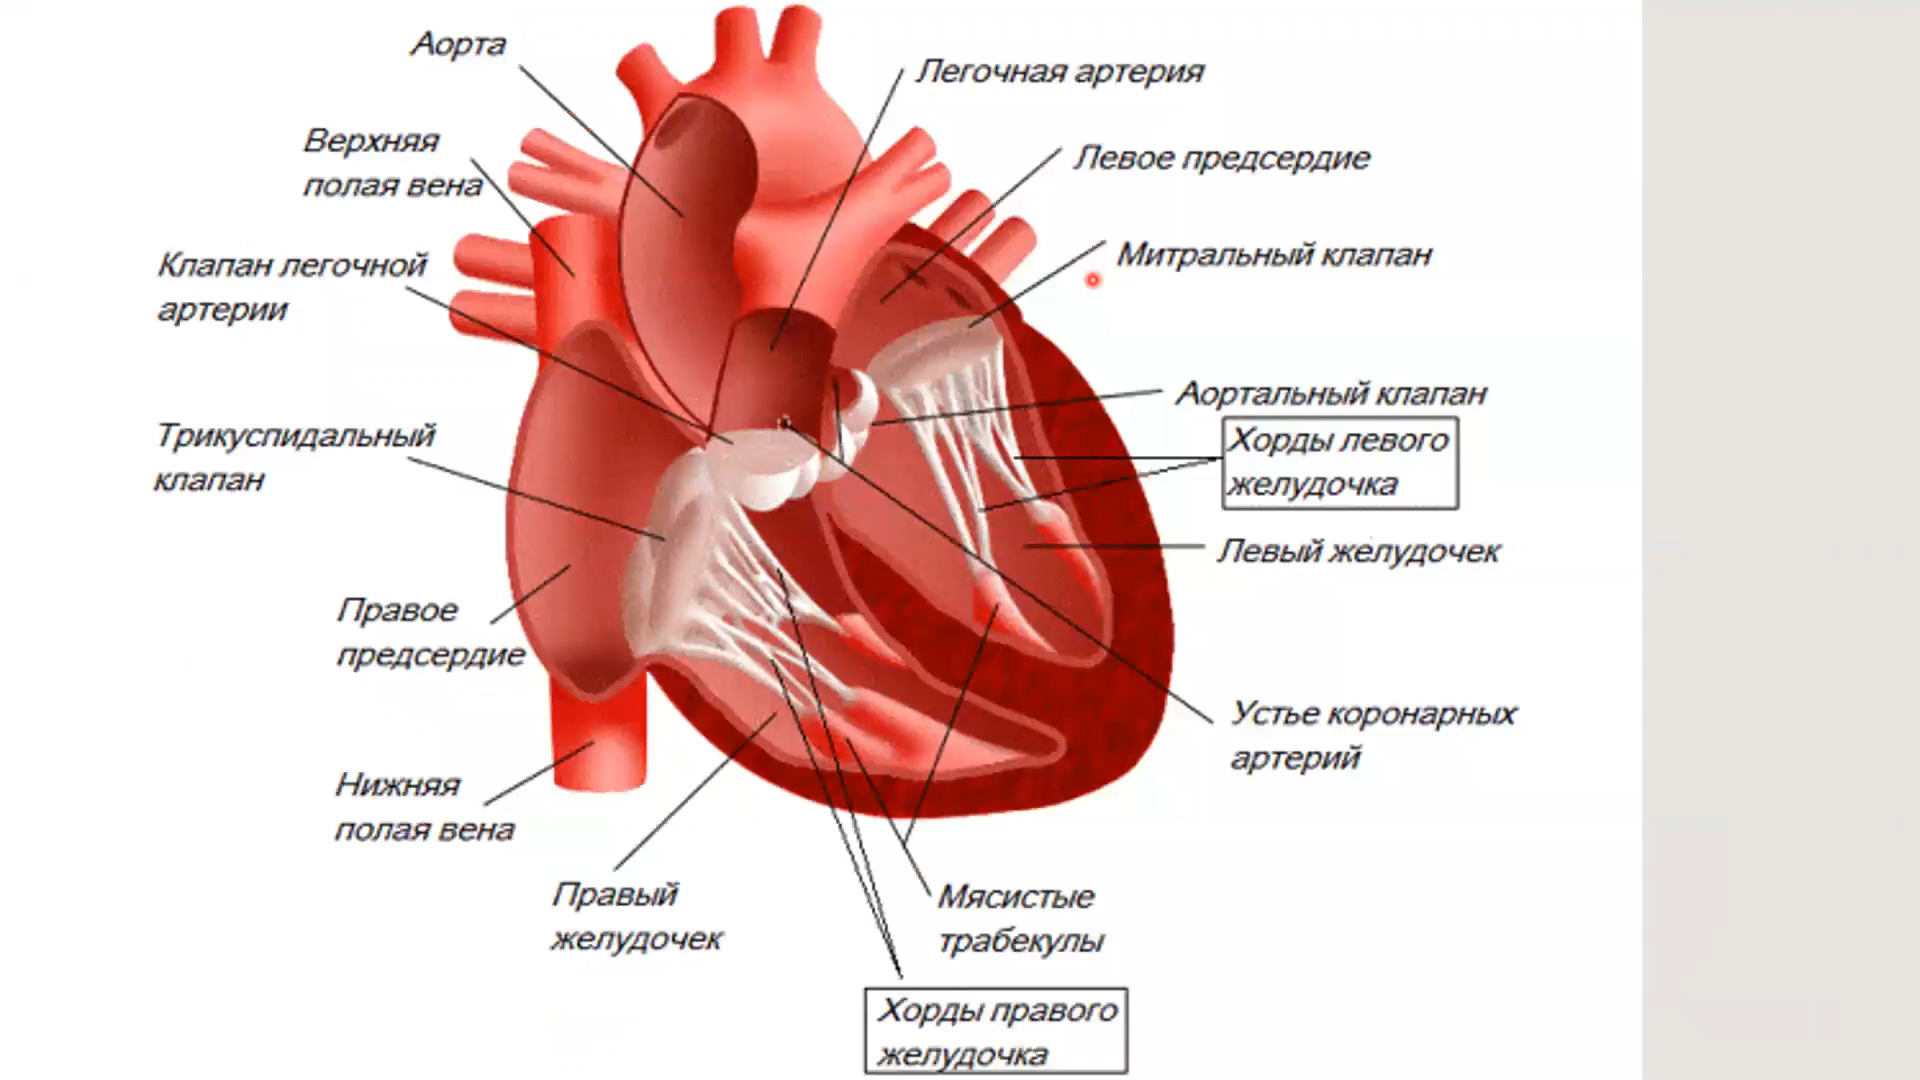 Аорта
Легочная артерия
Верхняя
полая вена
Левое предсердие
Клапан легочной
артерии
Митральный клапан
Аортальный клапан
Трикуспидальный
клапан
Хорды левого
желудочка
Левый желудочек
Правое
предсердие
Устье коронарных
артерий
Нижняя
полая вена
Правый
желудочек
Мясистые
трабекулы
Хорды правого
желудочка